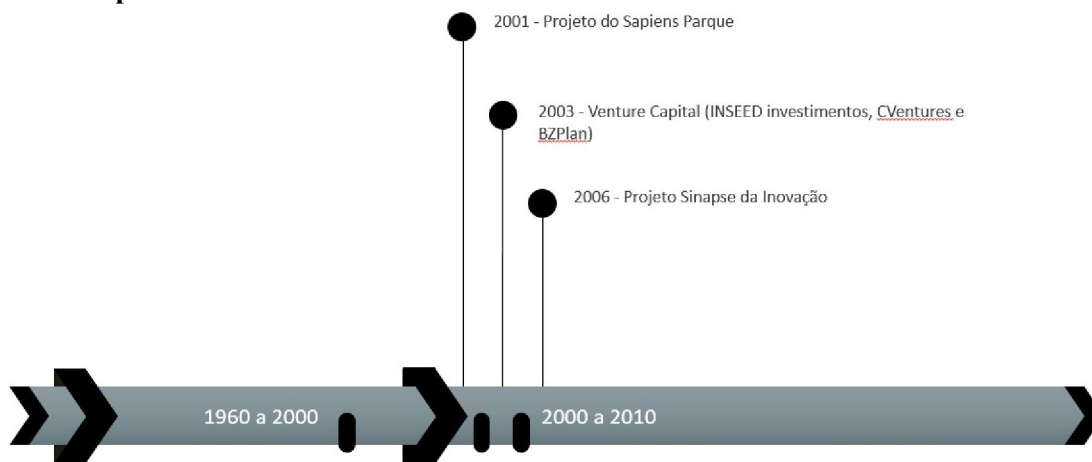 2001 - Projeto do Sapiens Parque
2003 - Venture Capital (INSEED investimentos, CVentures e
BZPlan)
2006 - Projeto Sinapse da Inovação
1960 a 2000
2000 a 2010